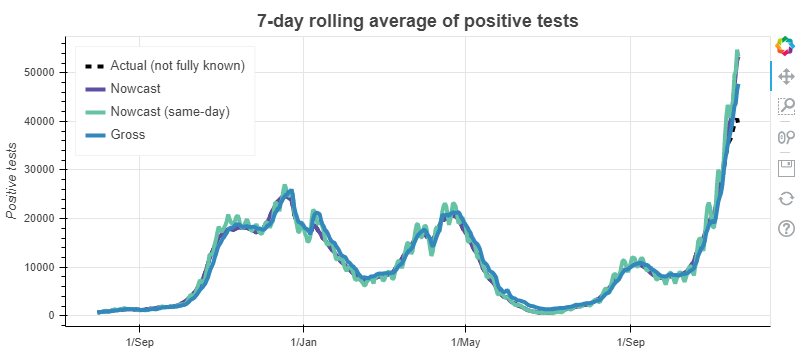 7-day rolling average of positive tests
Actual (not fully known)
Nowcast
Nowcast (same-day)
Gross
Positive tests
50000
40000
30000
20000
10000
0
1/Sep
1/Jan
1/May
1/Sep